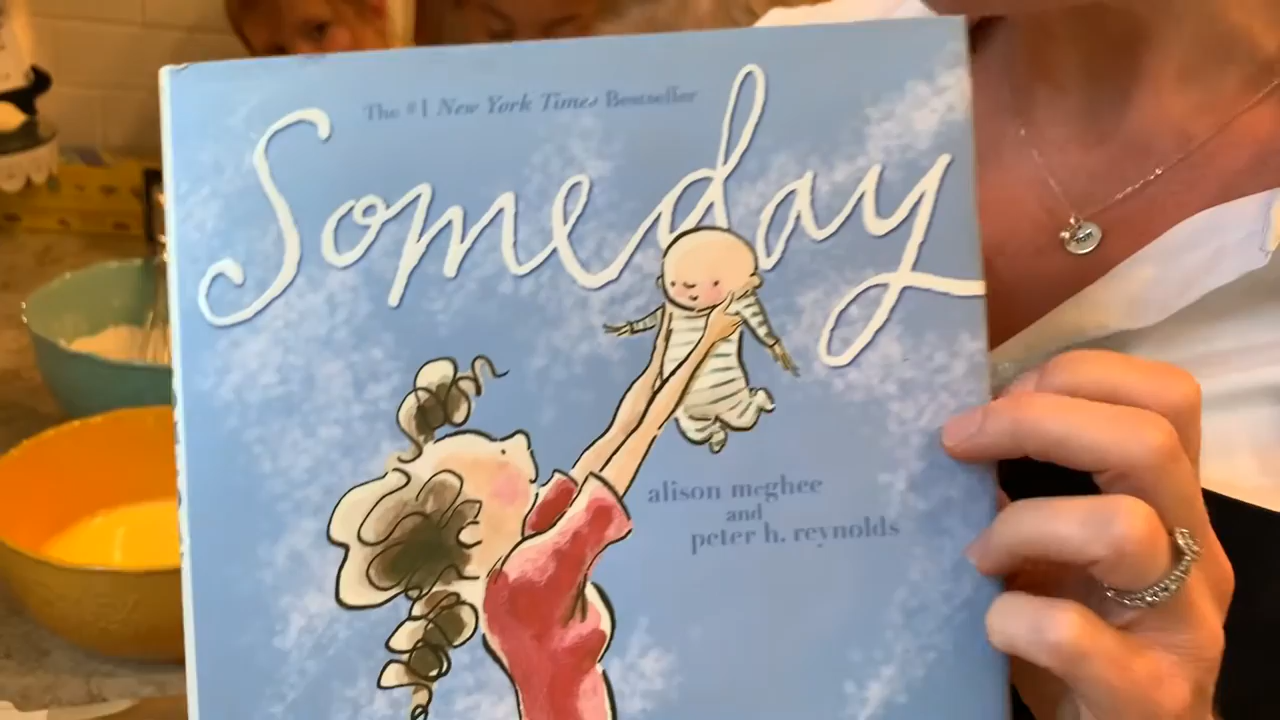 The #1 New York Times Bestseller
Someday
alison mcghee
and
peter h. reynolds